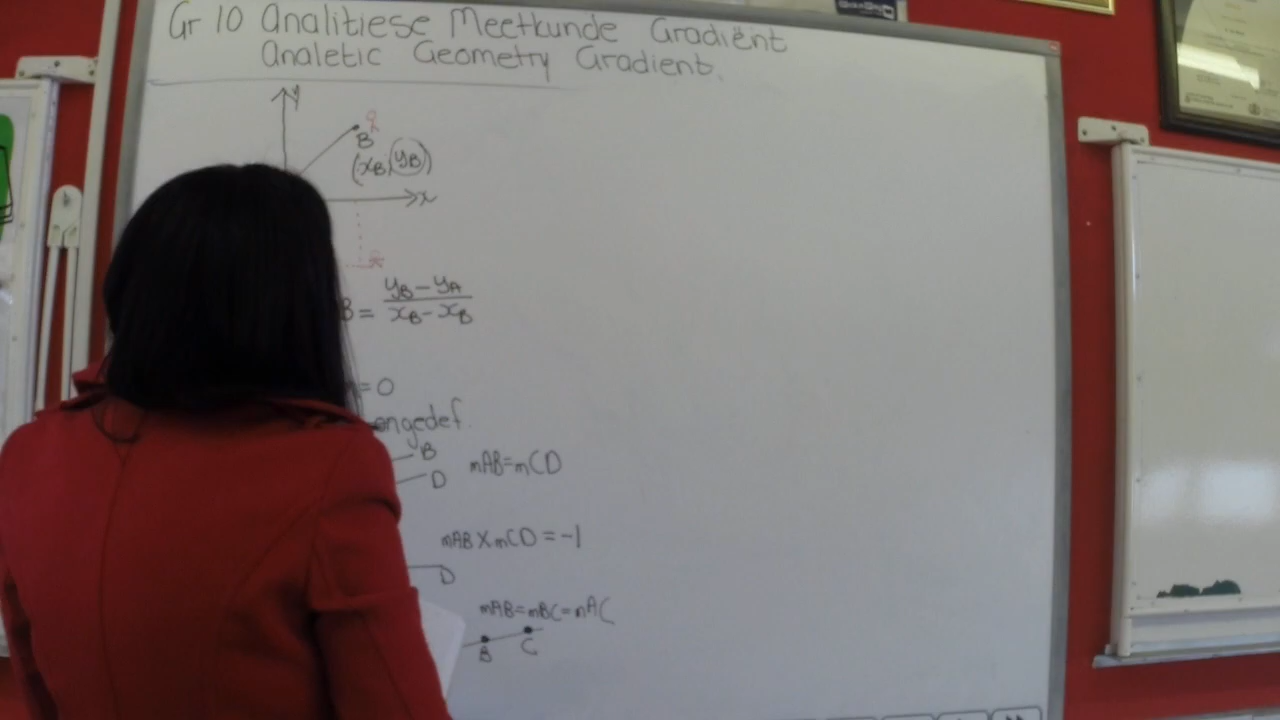 Gr 10 Analitiese Meetkunde Gradiënt
Analetic Geometry Gradient.
y
B
(xB, yB)
x
B = yB - yA
xB - xB
= 0
ongedef.
B
D
mAB = mCD
mAB X mCD = -1
D
mAB = mBC = mAC
B C